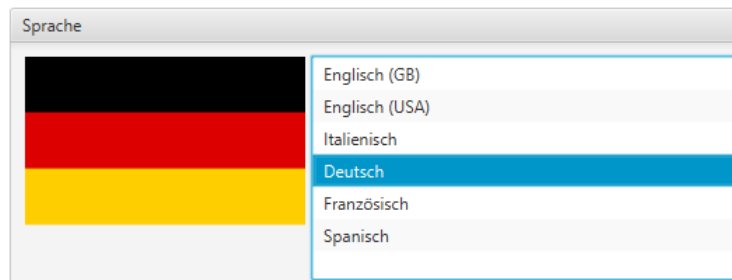 Sprache
Englisch (GB)
Englisch (USA)
Italienisch
Deutsch
Französisch
Spanisch